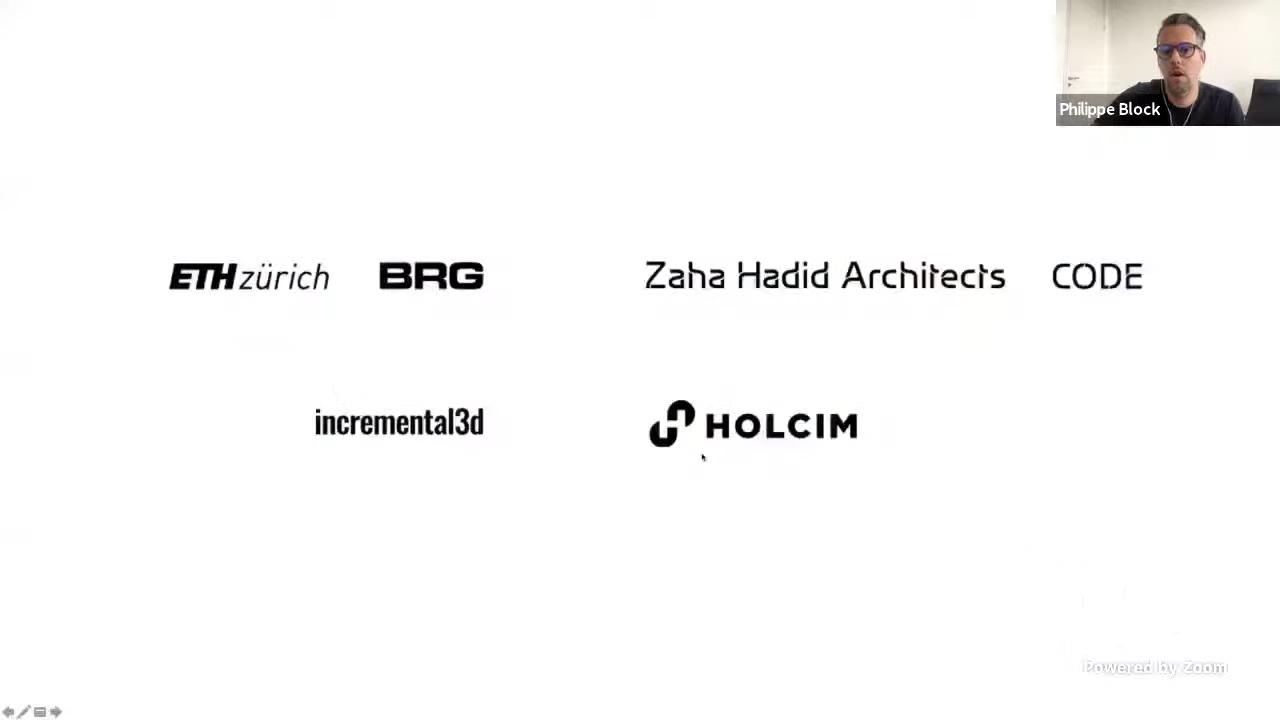 Philippe Block
ETH zürich BRG Zaha Hadid Architects CODE
incremental3d HOLCIM
Powered by Zoom